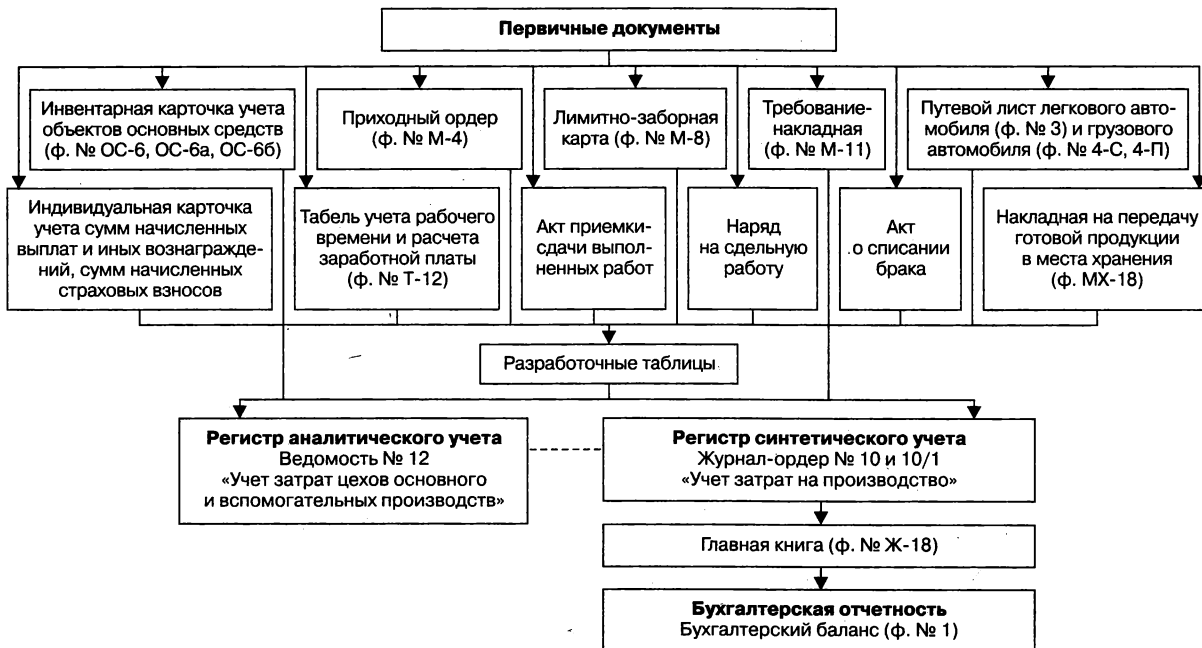 Первичные документы
Инвентарная карточка учета
объектов основных средств
(ф. № ОС-6, ОС-6а, ОС-6б)
Приходный ордер
(ф. № М-4)
Лимитно-заборная
карта (ф. № М-8)
Требование-
накладная
(ф. № М-11)
Путевой лист легкового авто-
мобиля (ф. № 3) и грузового
автомобиля (ф. № 4-С, 4-П)
Индивидуальная карточка
учета сумм начисленных
выплат и иных вознагражде-
ний, сумм начисленных
страховых взносов
Табель учета рабочего
времени и расчета
заработной платы
(ф. № Т-12)
Акт приемки-
сдачи выпол-
ненных работ
Наряд
на сдельную
работу
Акт
о списании
брака
Накладная на передачу
готовой продукции
в места хранения
(ф. МХ-18)
Разработочные таблицы
Регистр аналитического учета
Ведомость № 12
«Учет затрат цехов основного
и вспомогательных производств»
Регистр синтетического учета
Журнал-ордер № 10 и 10/1
«Учет затрат на производство»
Главная книга (ф. № Ж-18)
Бухгалтерская отчетность
Бухгалтерский баланс (ф. № 1)